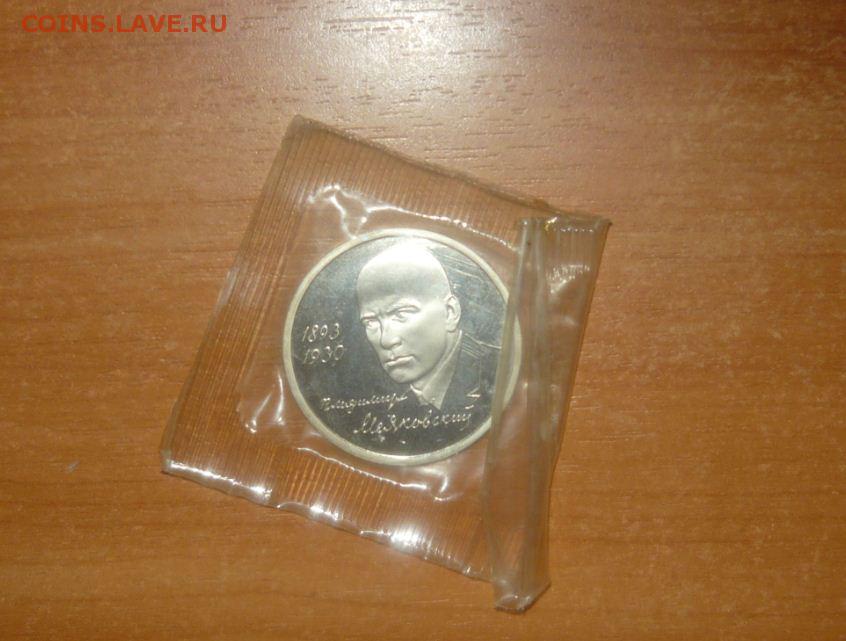 COINS.LAVE.RU
1893
1930
Владимир
Маяковский